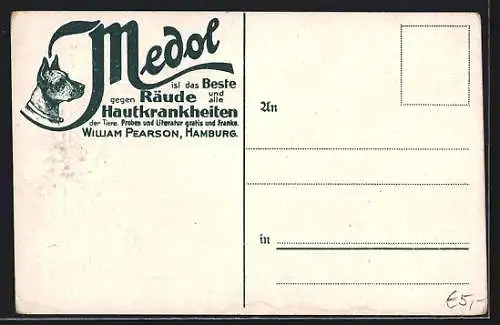 Medol
ist das Beste
gegen Räude und alle
Hautkrankheiten
der Tiere. Proben und Literatur gratis und franko.
WILLIAM PEARSON, HAMBURG.
An
in
€5,-